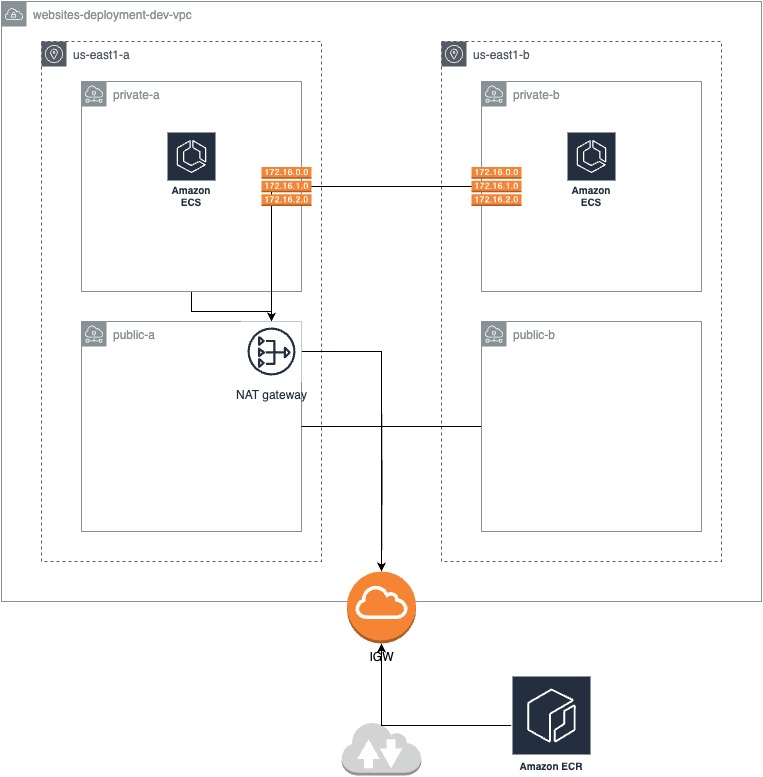 websites-deployment-dev-vpc
us-east1-a
us-east1-b
private-a
private-b
Amazon
ECS
172.16.0.0
172.16.1.0
172.16.2.0
172.16.0.0
172.16.1.0
172.16.2.0
Amazon
ECS
public-a
public-b
NAT gateway
IGW
Amazon ECR